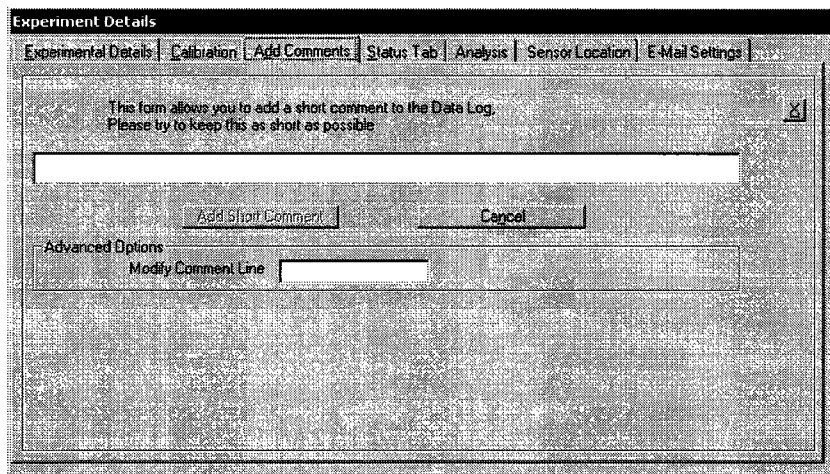 Experiment Details
Experimental Details Calibration Add Comments Status Tab Analysis Sensor Location E-Mail Settings
This form allows you to add a short comment to the Data Log,
Please try to keep this as short as possible
X
Add Short Comment Cancel
Advanced Options
Modify Comment Line